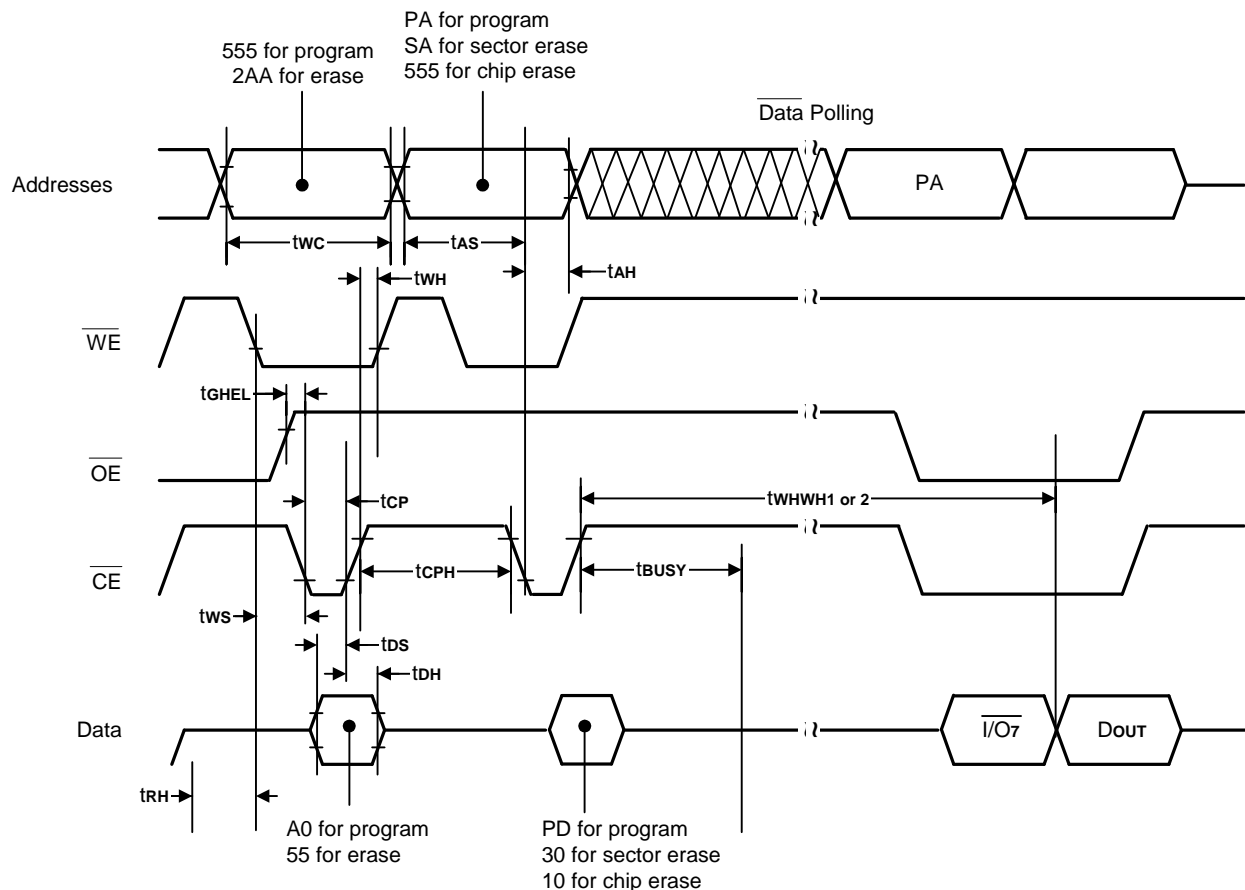 PA for program
SA for sector erase
555 for chip erase
555 for program
2AA for erase
Data Polling
Addresses
PA
tWC
tAS
tWH
tAH
WE
tGHEL
OE
tCP
tWHWH1 or 2
CE
tCPH
tBUSY
tWS
tDS
tDH
Data
I/O7
DOUT
tRH
A0 for program
55 for erase
PD for program
30 for sector erase
10 for chip erase